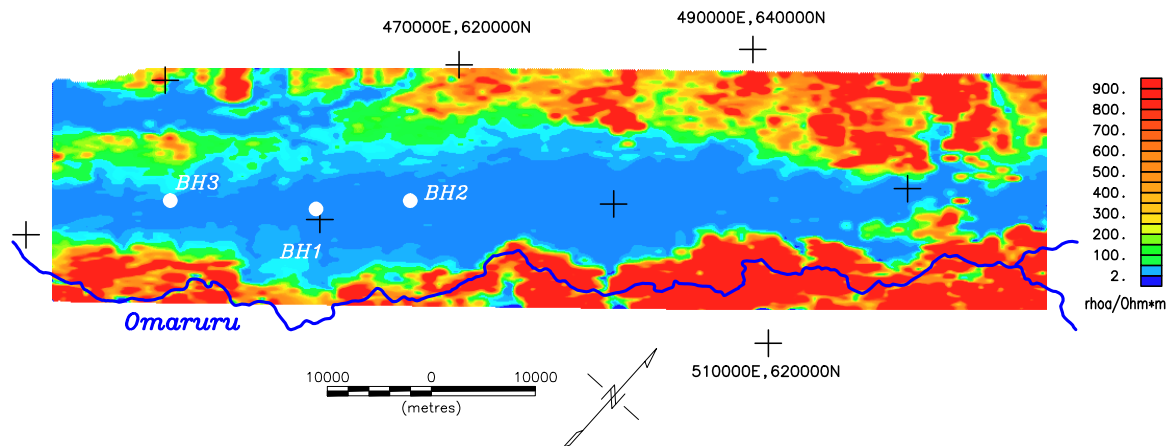 470000E,620000N
490000E,640000N
BH3
BH2
BH1
Omaruru
510000E,620000N
10000 0 10000
(metres)
900.
800.
700.
600.
500.
400.
300.
200.
100.
2.
rhoa/Ohm*m